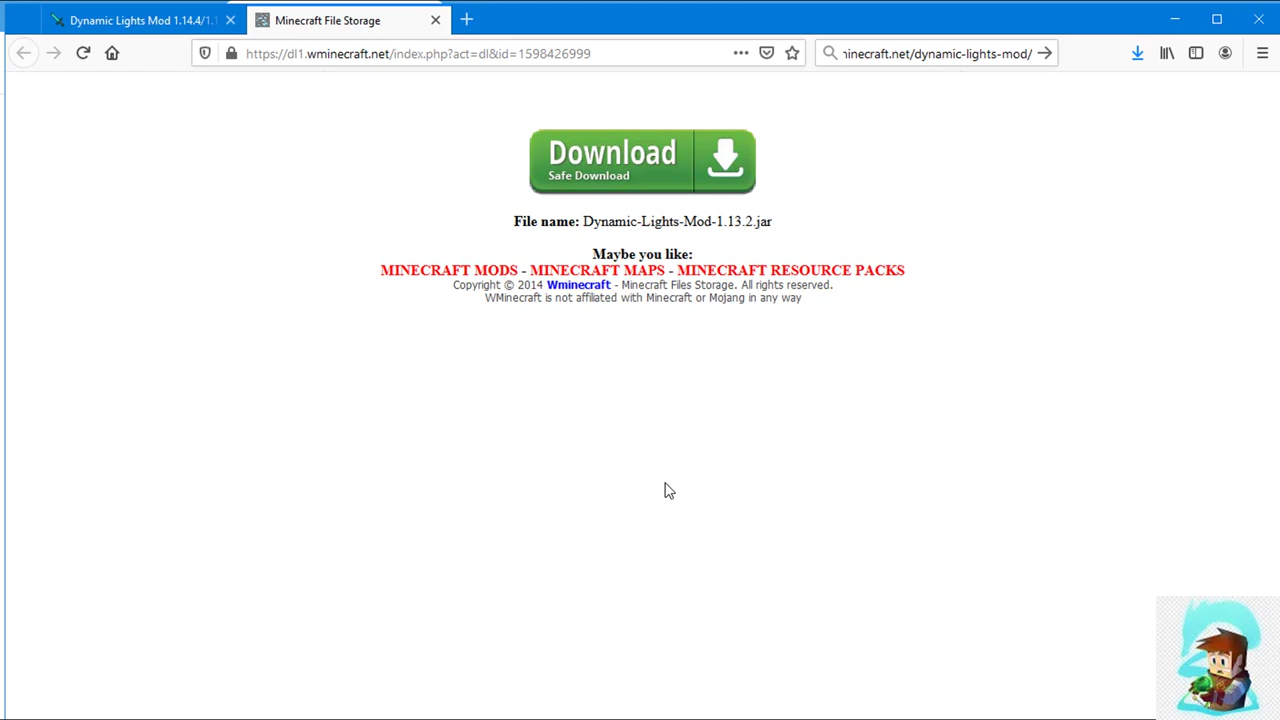 Dynamic Lights Mod 1.14.4/1.1
Minecraft File Storage
https://dl1.wminecraft.net/index.php?act=dl&id=1598426999
inecraft.net/dynamic-lights-mod/
Download
Safe Download
File name: Dynamic-Lights-Mod-1.13.2.jar
Maybe you like:
MINECRAFT MODS - MINECRAFT MAPS - MINECRAFT RESOURCE PACKS
Copyright © 2014 Wminecraft - Minecraft Files Storage. All rights reserved.
WMinecraft is not affilated with Minecraft or Mojang in any way